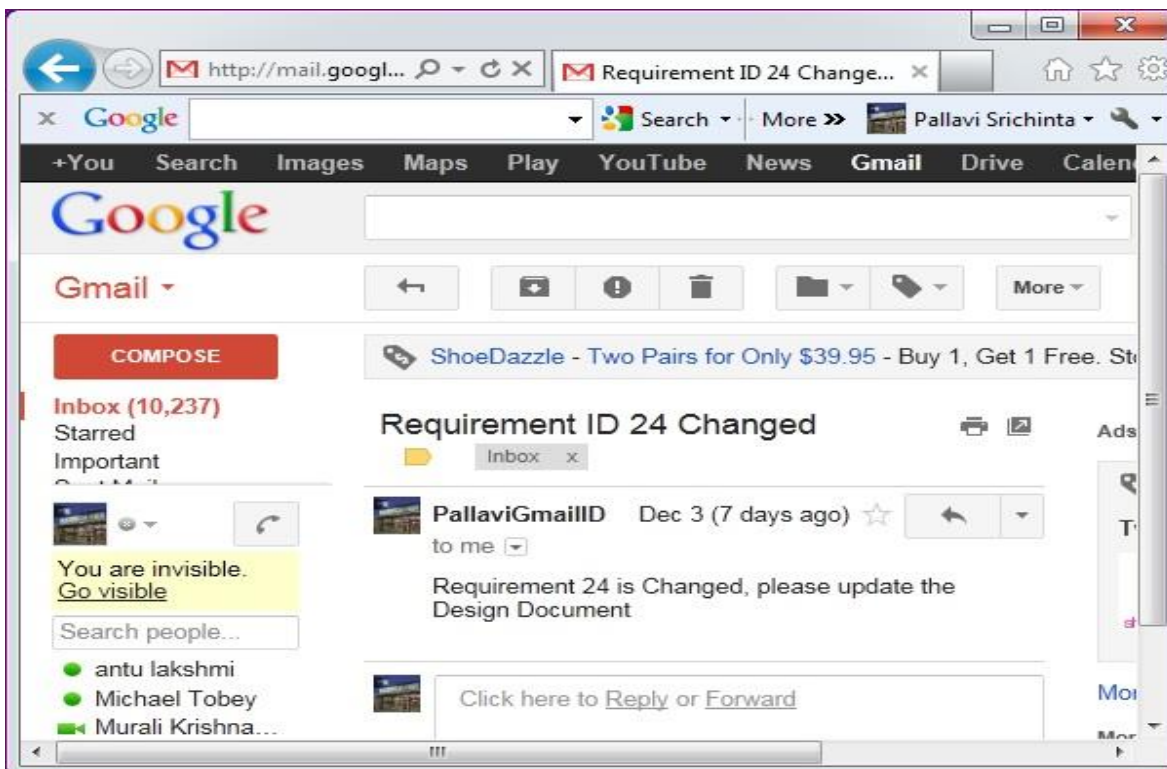 http://mail.googl...
Requirement ID 24 Change... ×
x Google Search More » Pallavi Srichinta
+You Search Images Maps Play YouTube News Gmail Drive Calen
Google
Gmail
More
COMPOSE
ShoeDazzle - Two Pairs for Only $39.95 - Buy 1, Get 1 Free. Sto
Inbox (10,237)
Starred
Important
Requirement ID 24 Changed
Inbox x
Ads
PallaviGmailID Dec 3 (7 days ago)
to me
You are invisible.
Go visible
Requirement 24 is Changed, please update the
Design Document
Search people...
antu lakshmi
Michael Tobey
Murali Krishna...
Click here to Reply or Forward